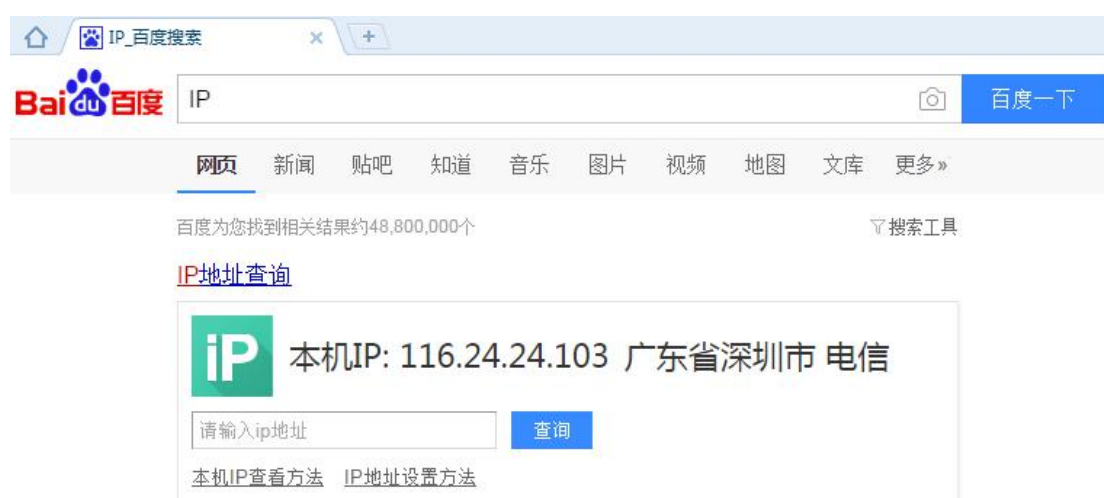 IP_百度搜索 × +
Bai du 百度 IP 百度一下
网页 新闻 贴吧 知道 音乐 图片 视频 地图 文库 更多»
百度为您找到相关结果约48,800,000个 搜索工具
IP地址查询
iP 本机IP: 116.24.24.103 广东省深圳市 电信
请输入ip地址 查询
本机IP查看方法 IP地址设置方法